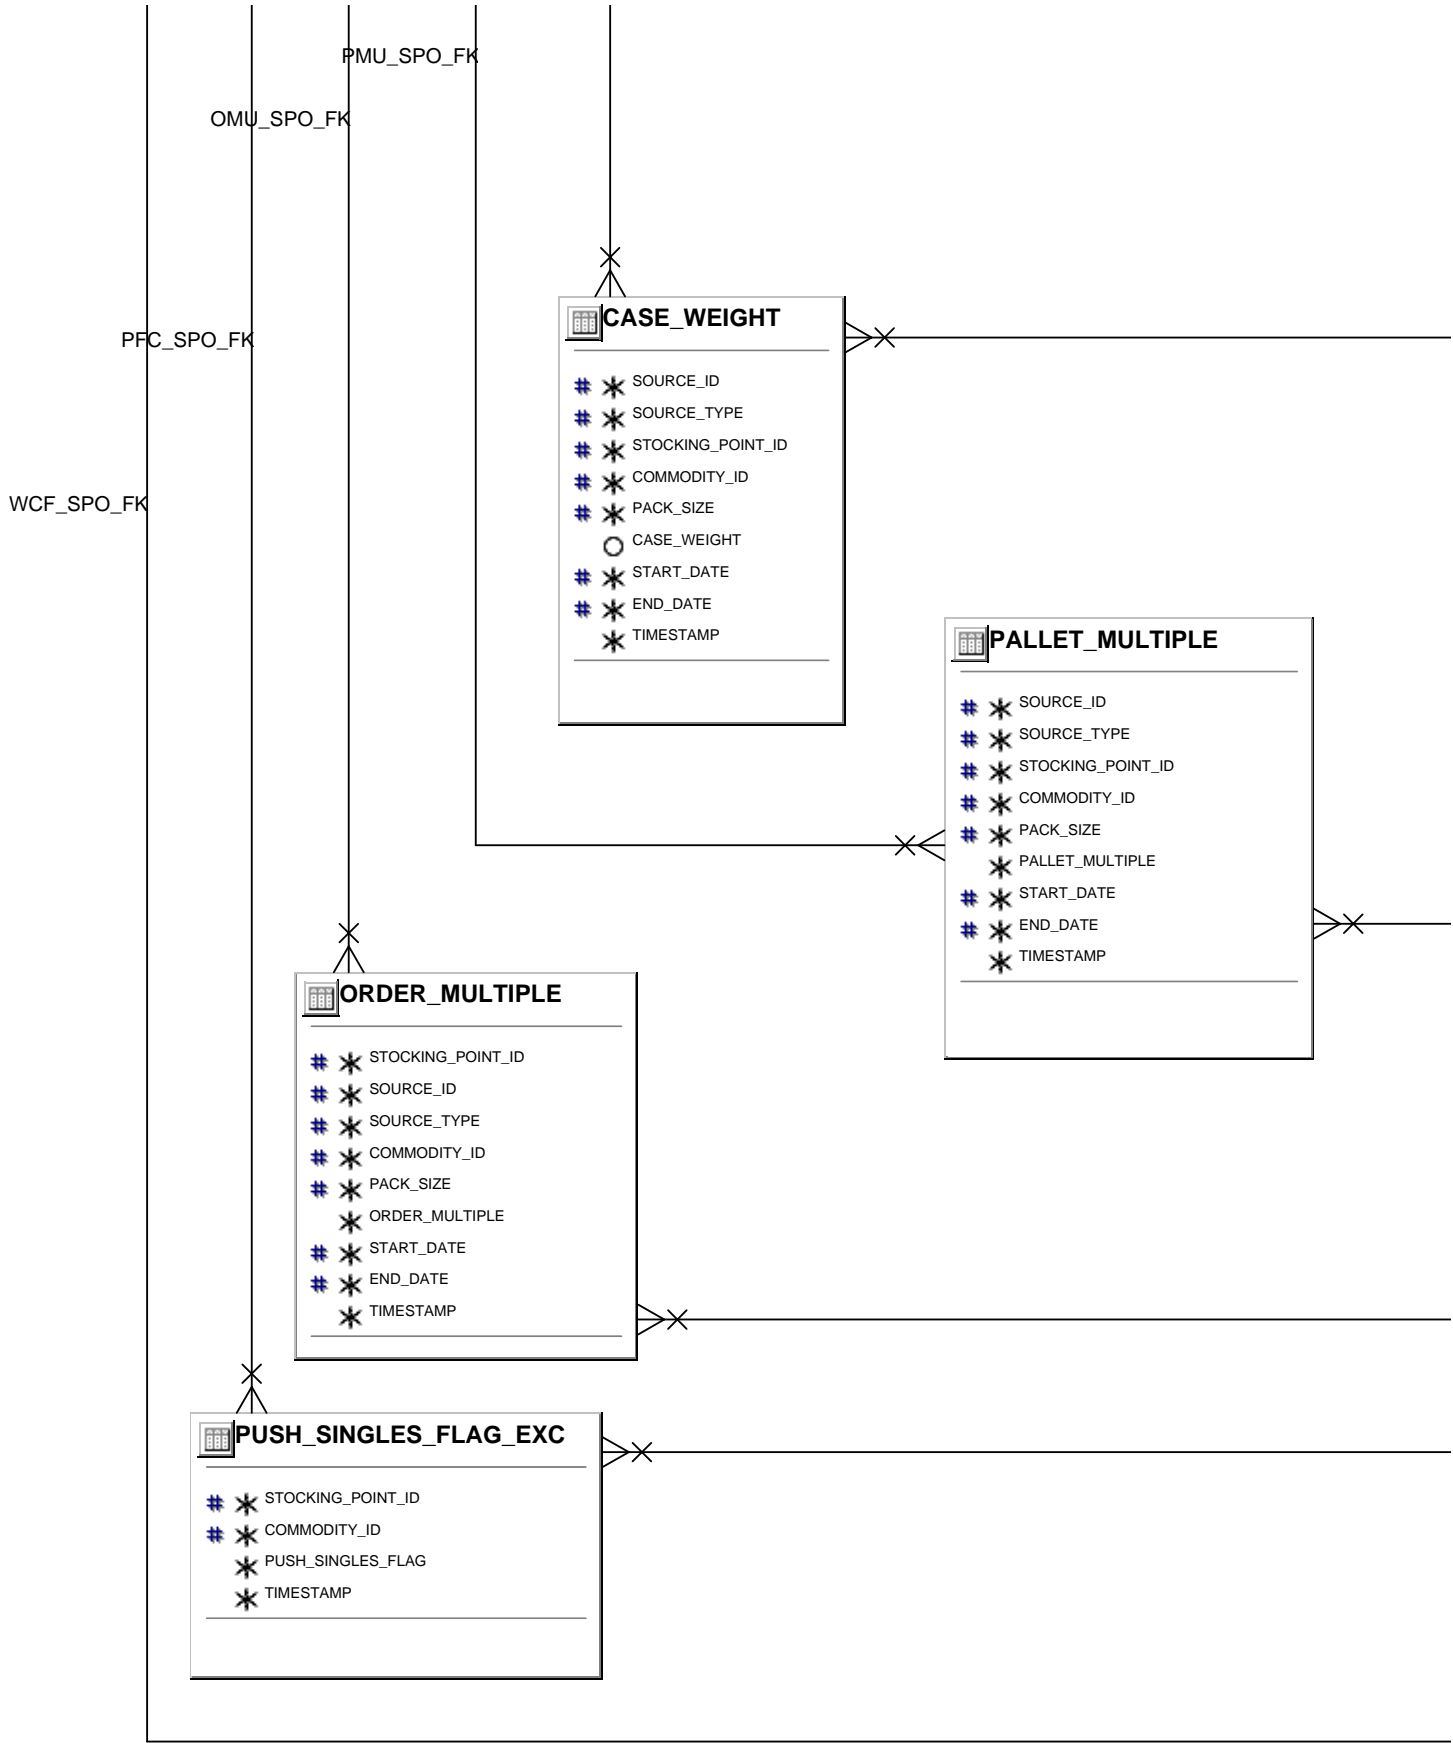 PMU_SPO_FK
OMU_SPO_FK
PFC_SPO_FK
WCF_SPO_FK
CASE_WEIGHT
# * SOURCE_ID
# * SOURCE_TYPE
# * STOCKING_POINT_ID
# * COMMODITY_ID
# * PACK_SIZE
CASE_WEIGHT
# * START_DATE
# * END_DATE
* TIMESTAMP
PALLET_MULTIPLE
# * SOURCE_ID
# * SOURCE_TYPE
# * STOCKING_POINT_ID
# * COMMODITY_ID
# * PACK_SIZE
* PALLET_MULTIPLE
# * START_DATE
# * END_DATE
* TIMESTAMP
ORDER_MULTIPLE
# * STOCKING_POINT_ID
# * SOURCE_ID
# * SOURCE_TYPE
# * COMMODITY_ID
# * PACK_SIZE
* ORDER_MULTIPLE
# * START_DATE
# * END_DATE
* TIMESTAMP
PUSH_SINGLES_FLAG_EXC
# * STOCKING_POINT_ID
# * COMMODITY_ID
* PUSH_SINGLES_FLAG
* TIMESTAMP